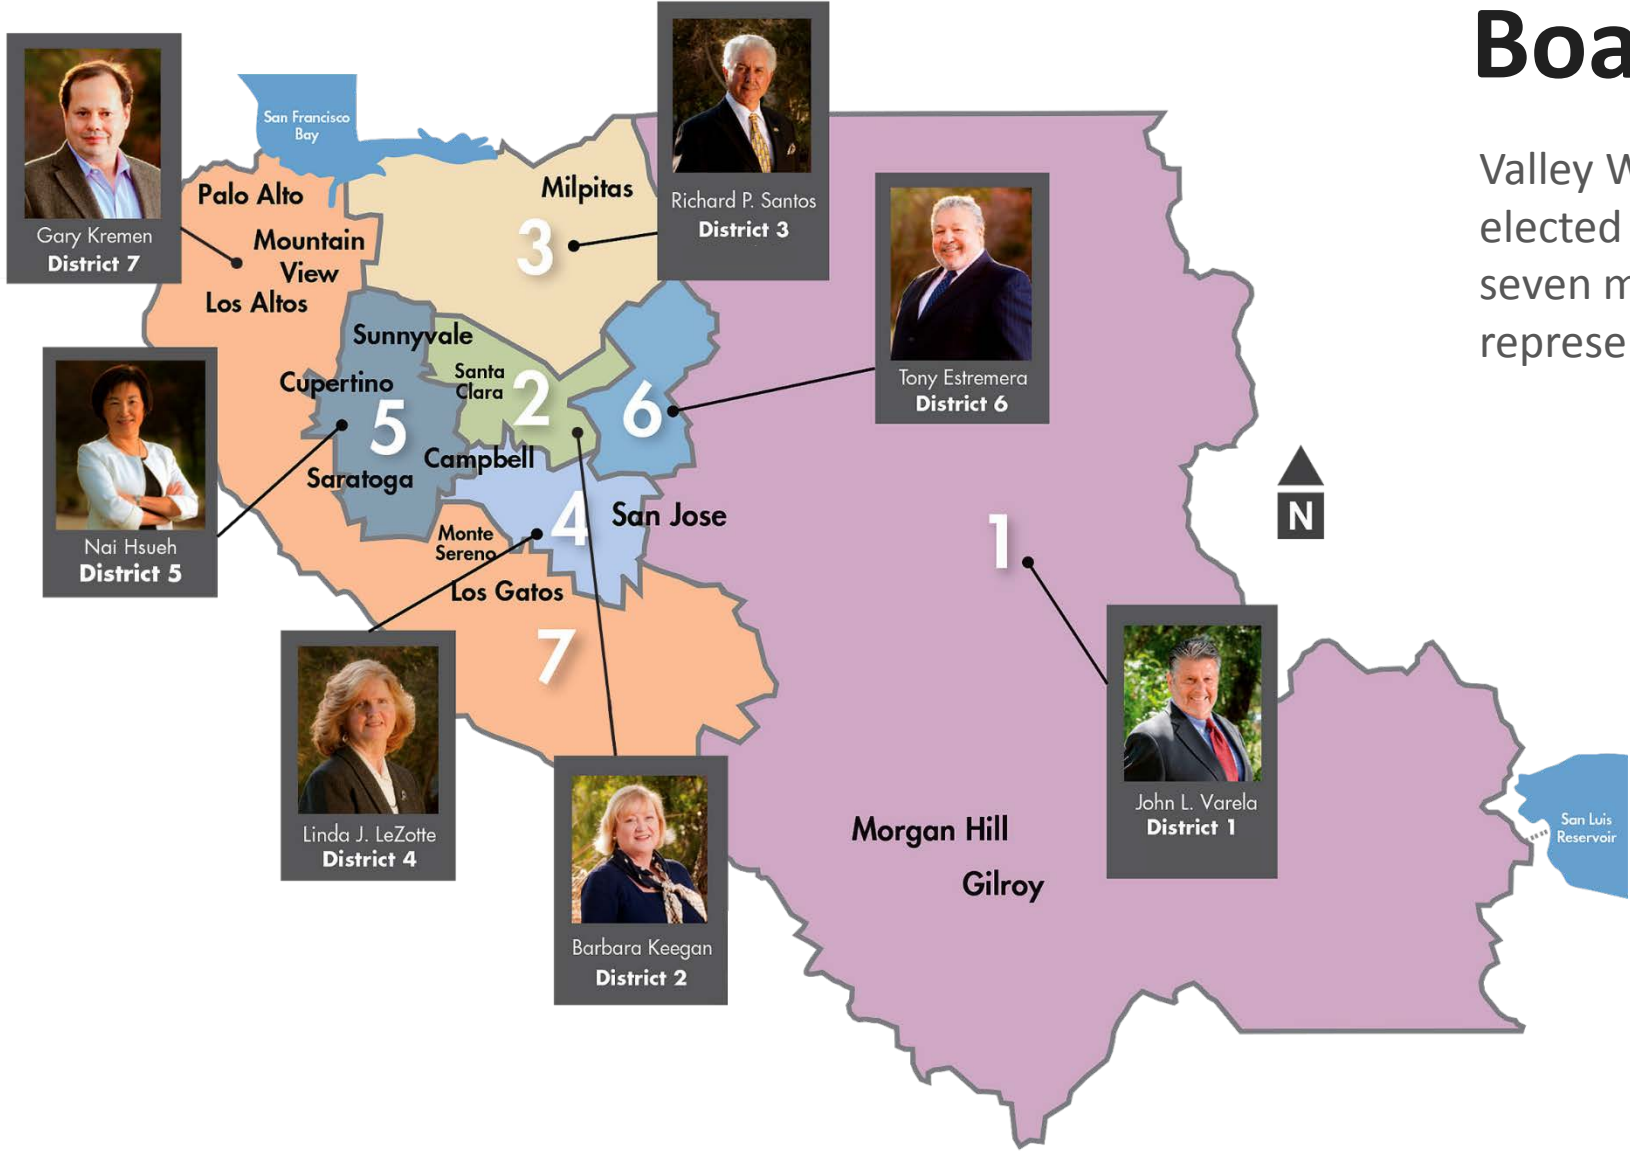 Boa
Valley W
elected
seven m
represe
San Francisco
Bay
Gary Kremen
District 7
Richard P. Santos
District 3
Tony Estremera
District 6
Nai Hsueh
District 5
Linda J. LeZotte
District 4
Barbara Keegan
District 2
John L. Varela
District 1
Palo Alto
Mountain
View
Los Altos
Milpitas
3
Sunnyvale
Santa
Clara
2
Cupertino
5
6
Campbell
Saratoga
4
San Jose
1
Monte
Sereno
Los Gatos
7
Morgan Hill
Gilroy
N
San Luis
Reservoir